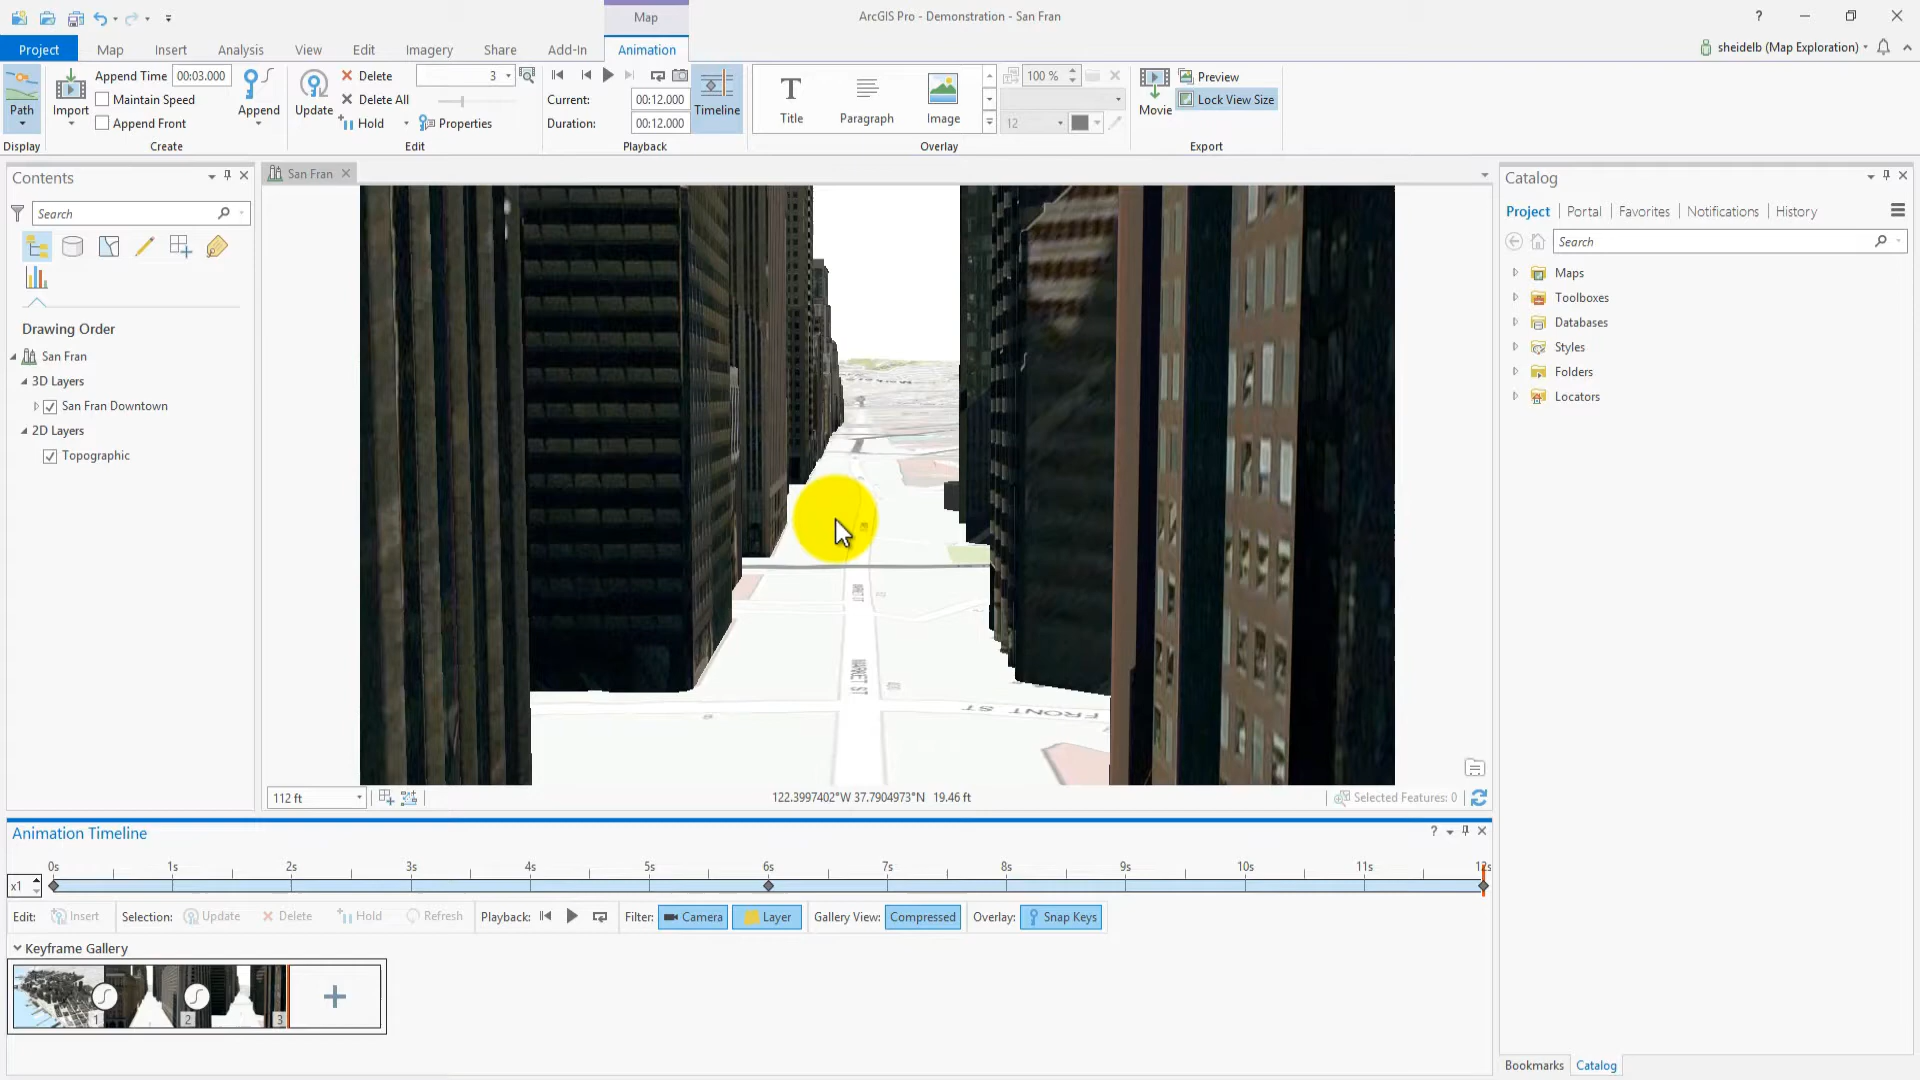 Map
ArcGIS Pro - Demonstration - San Fran
?
Project
Map
Insert
Analysis
View
Edit
Imagery
Share
Add-In
Animation
sheidelb (Map Exploration)
Path
Display
Import
Append Time 00:03.000
Maintain Speed
Append Front
Append
Create
Update
Delete
Delete All
Hold
3
Properties
Edit
Current: 00:12.000
Duration: 00:12.000
Playback
Timeline
Title
Paragraph
Image
100 %
12
Overlay
Movie
Preview
Lock View Size
Export
Contents
Search
Drawing Order
San Fran
3D Layers
San Fran Downtown
2D Layers
Topographic
San Fran
MARKET ST
FRONT ST
112 ft
122.3997402°W 37.7904973°N 19.46 ft
Selected Features: 0
Catalog
Project
Portal
Favorites
Notifications
History
Search
Maps
Toolboxes
Databases
Styles
Folders
Locators
Bookmarks
Catalog
Animation Timeline
?
0s 1s 2s 3s 4s 5s 6s 7s 8s 9s 10s 11s 12s
x1
Edit: Insert Selection: Update Delete Hold Refresh Playback: Filter: Camera Layer Gallery View: Compressed Overlay: Snap Keys
Keyframe Gallery
1 2 3